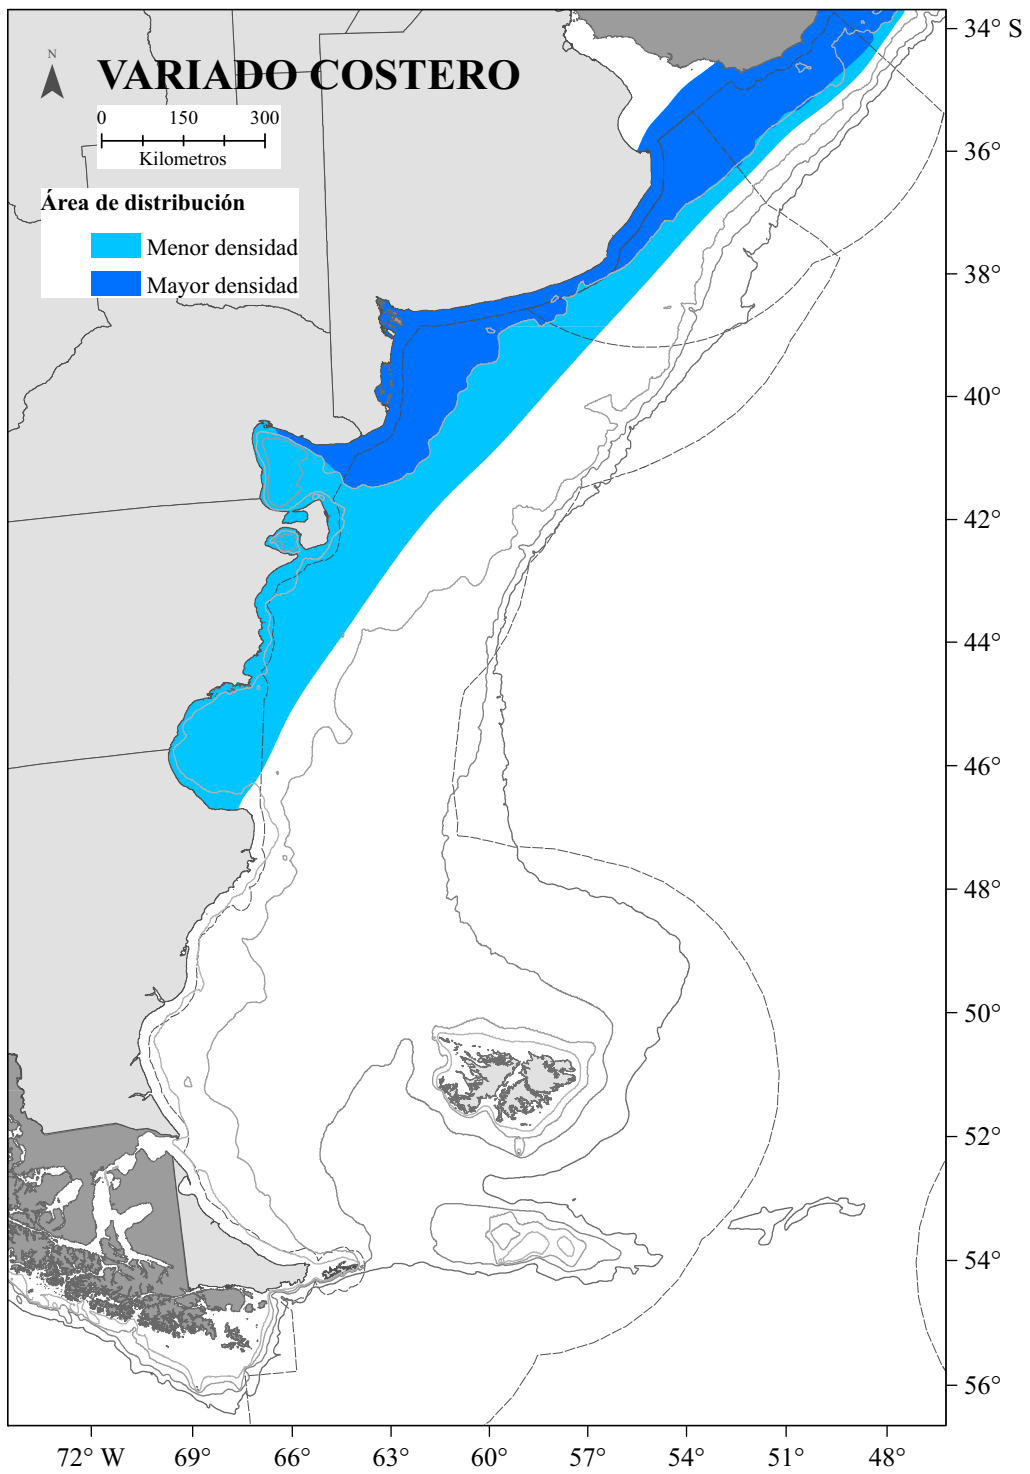 N
VARIADO COSTERO
0 150 300
Kilometros
Área de distribución
Menor densidad
Mayor densidad
34° S
36°
38°
40°
42°
44°
46°
48°
50°
52°
54°
56°
72° W 69° 66° 63° 60° 57° 54° 51° 48°